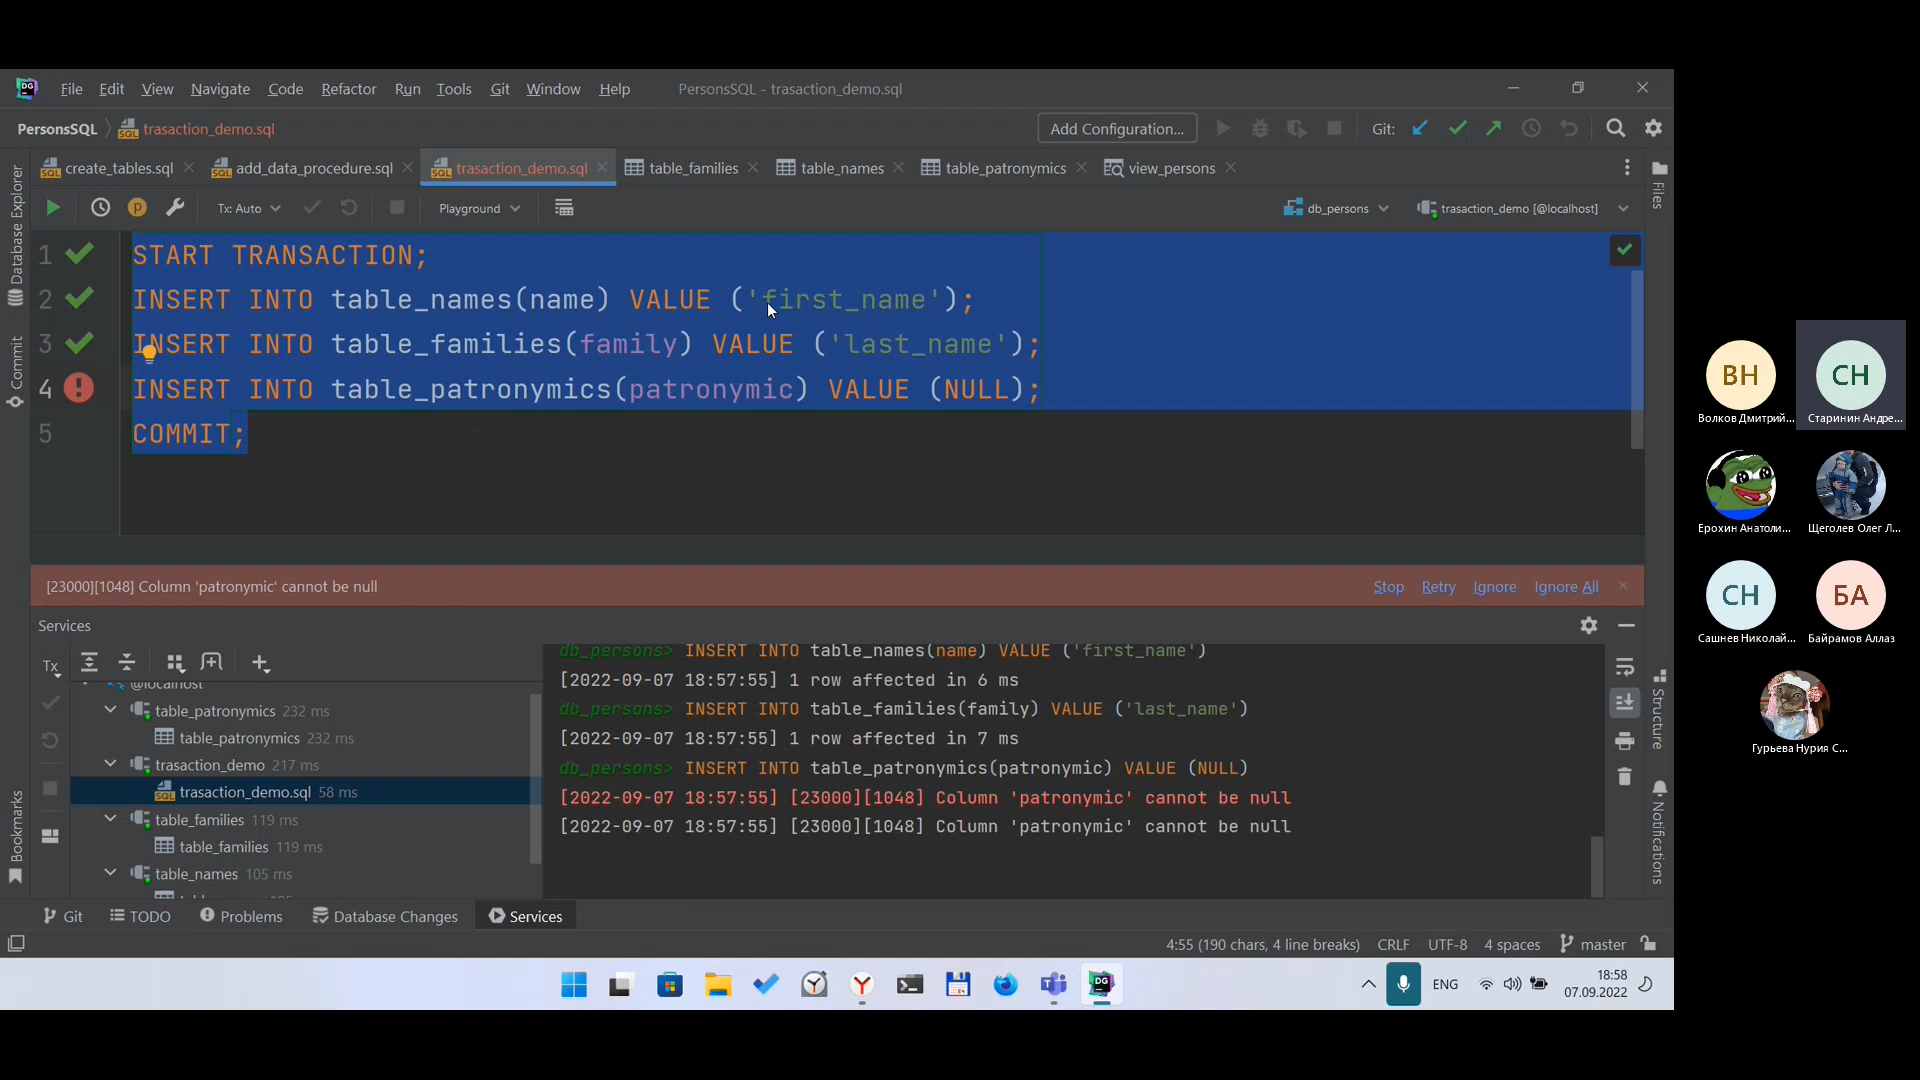 DG File Edit View Navigate Code Refactor Run Tools Git Window Help PersonsSQL - trasaction_demo.sql
PersonsSQL trasaction_demo.sql Add Configuration... Git:
create_tables.sql add_data_procedure.sql trasaction_demo.sql table_families table_names table_patronymics view_persons
Tx: Auto Playground db_persons trasaction_demo [@localhost]
1 START TRANSACTION;
2 INSERT INTO table_names(name) VALUE ('first_name');
3 INSERT INTO table_families(family) VALUE ('last_name');
4 INSERT INTO table_patronymics(patronymic) VALUE (NULL);
5 COMMIT;
Database Explorer
Commit
Bookmarks
Files
Structure
Notifications
[23000][1048] Column 'patronymic' cannot be null Stop Retry Ignore Ignore All
Services
Tx
@localhost
table_patronymics 232 ms
table_patronymics 232 ms
trasaction_demo 217 ms
trasaction_demo.sql 58 ms
table_families 119 ms
table_families 119 ms
table_names 105 ms
db_persons> INSERT INTO table_names(name) VALUE ('first_name')
[2022-09-07 18:57:55] 1 row affected in 6 ms
db_persons> INSERT INTO table_families(family) VALUE ('last_name')
[2022-09-07 18:57:55] 1 row affected in 7 ms
db_persons> INSERT INTO table_patronymics(patronymic) VALUE (NULL)
[2022-09-07 18:57:55] [23000][1048] Column 'patronymic' cannot be null
[2022-09-07 18:57:55] [23000][1048] Column 'patronymic' cannot be null
Git TODO Problems Database Changes Services
4:55 (190 chars, 4 line breaks) CRLF UTF-8 4 spaces master
ENG 18:58
07.09.2022
ВН СН
Волков Дмитрий... Старинин Андре...
Ерохин Анатоли... Щеголев Олег Л...
СН БА
Сашнев Николай... Байрамов Аллаз
Гурьева Нурия С...